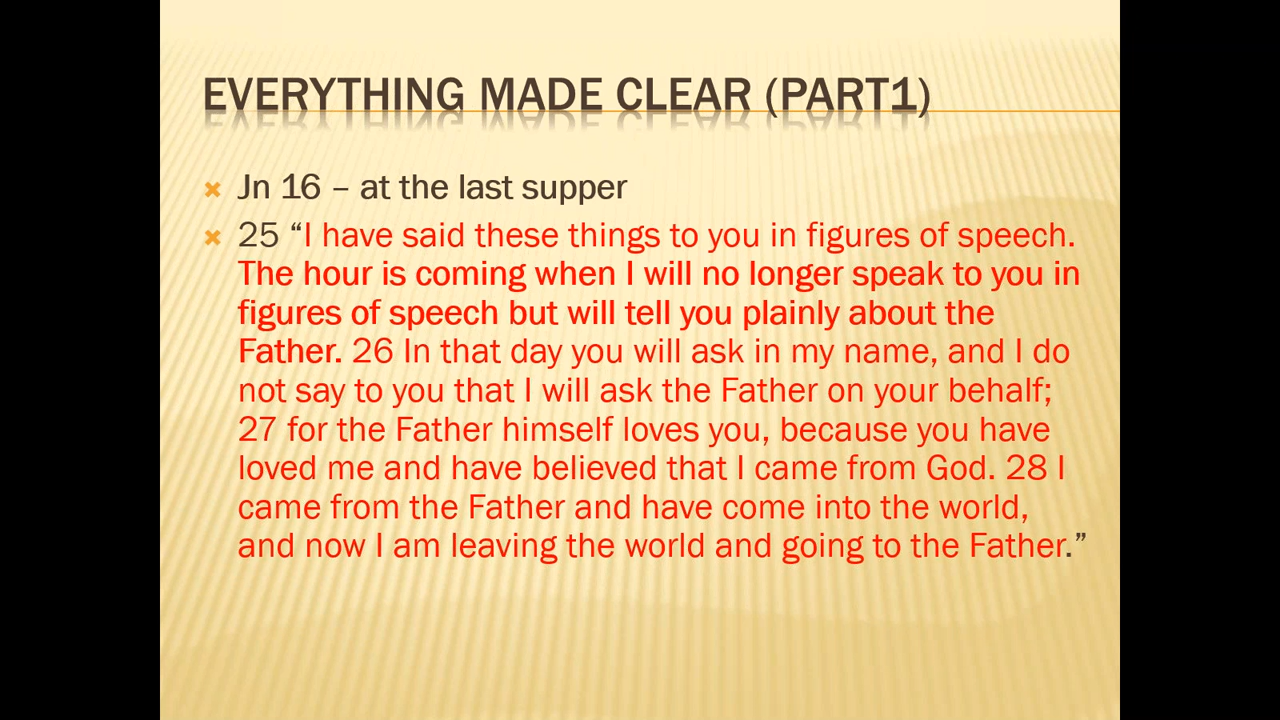 EVERYTHING MADE CLEAR (PART1)
Jn 16 – at the last supper
25 “I have said these things to you in figures of speech.
The hour is coming when I will no longer speak to you in
figures of speech but will tell you plainly about the
Father. 26 In that day you will ask in my name, and I do
not say to you that I will ask the Father on your behalf;
27 for the Father himself loves you, because you have
loved me and have believed that I came from God. 28 I
came from the Father and have come into the world,
and now I am leaving the world and going to the Father.”